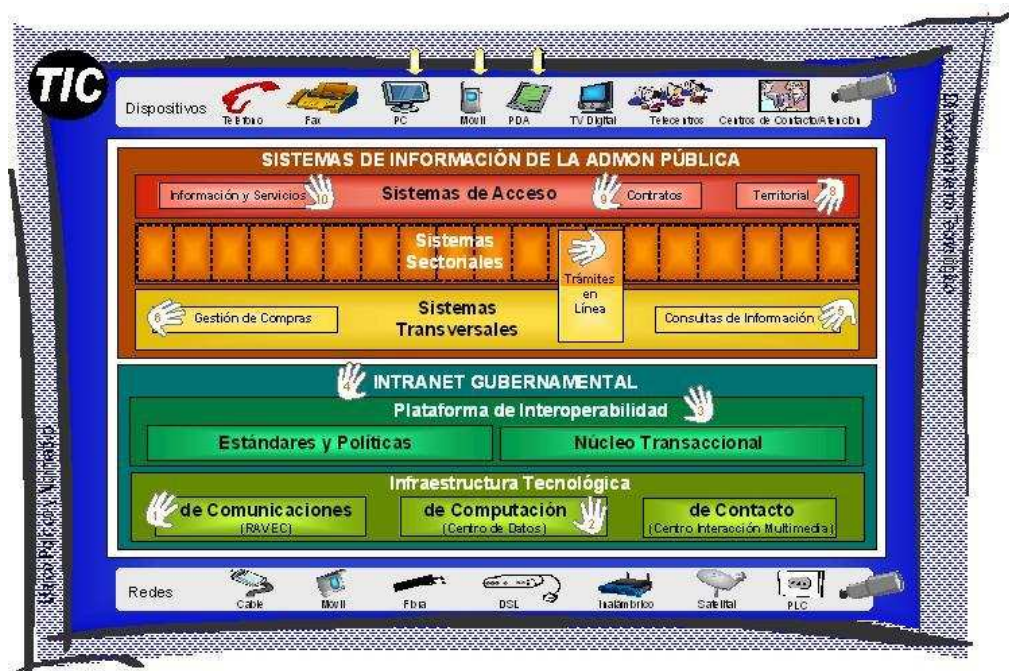 TIC
Dispositivos
Teléfono
Fax
PC
Móvil
PDA
TV Digital
Telecentros
Centros de Contacto/Atención
SISTEMAS DE INFORMACIÓN DE LA ADMON PÚBLICA
Información y Servicios
10
Sistemas de Acceso
9
Contratos
Territorial
8
Sistemas
Sectoriales
7
Trámites
en
Línea
6
Gestión de Compras
Sistemas
Transversales
Consultas de Información
4
INTRANET GUBERNAMENTAL
Plataforma de Interoperabilidad
3
Estándares y Políticas
Núcleo Transaccional
Infraestructura Tecnológica
1
de Comunicaciones
(RAVEC)
de Computación
(Centro de Datos)
2
de Contacto
(Centro Interacción Multimedia)
Redes
Cable
Móvil
Fibra
DSL
Inalámbrico
Satelital
PLC